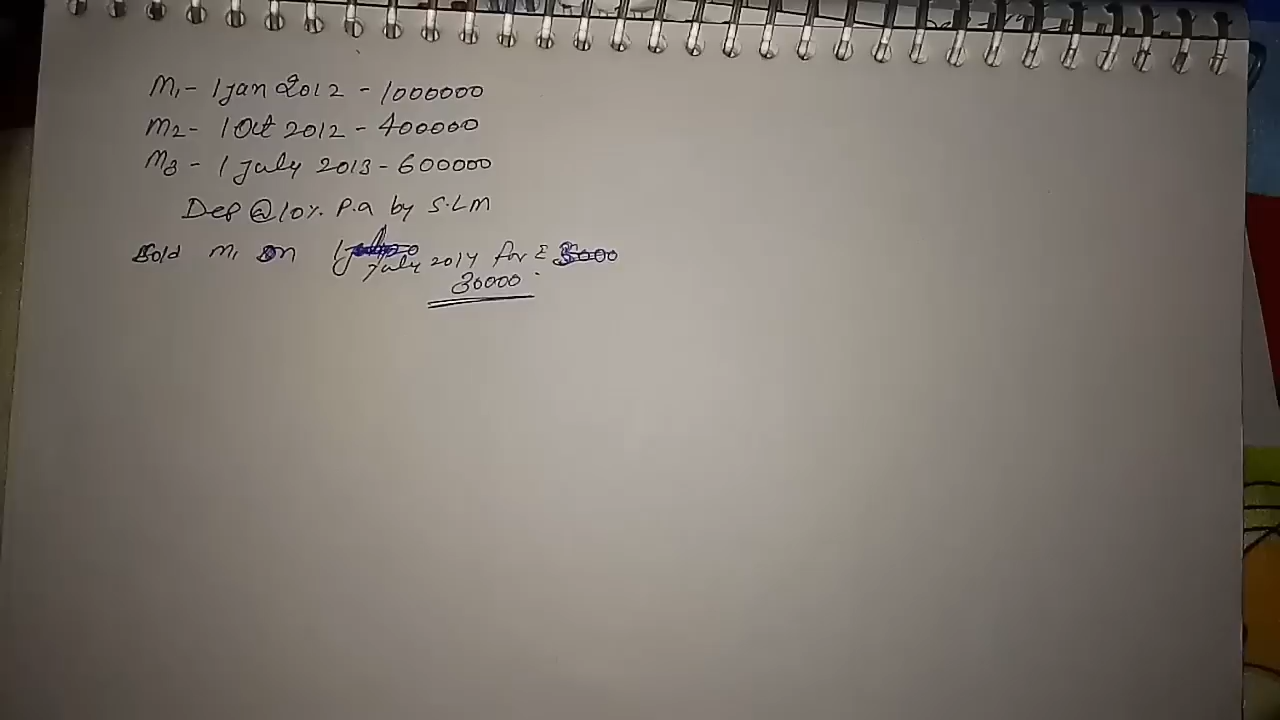 M1 - 1 Jan 2012 - 1000000
M2 - 1 Oct 2012 - 400000
M3 - 1 July 2013 - 600000
Dep @ 10% P.a by S.L.M
Sold M1 on 1 July 2014 for
30000